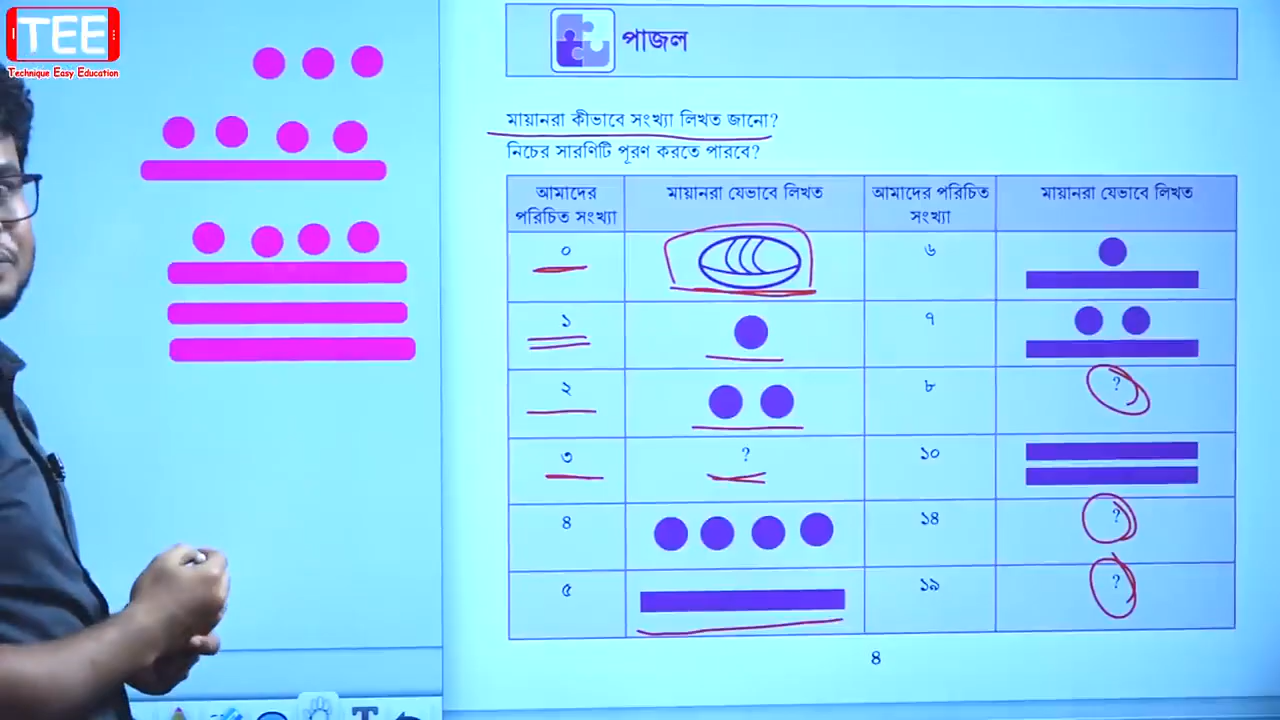 TEE
Technique Easy Education
পাজল
মায়ানরা কীভাবে সংখ্যা লিখত জানো?
নিচের সারণিটি পূরণ করতে পারবে?
আমাদের পরিচিত সংখ্যা
মায়ানরা যেভাবে লিখত
আমাদের পরিচিত সংখ্যা
মায়ানরা যেভাবে লিখত
০
৬
১
৭
২
৮
?
৩
?
১০
৪
১৪
?
৫
১৯
?
৪
T